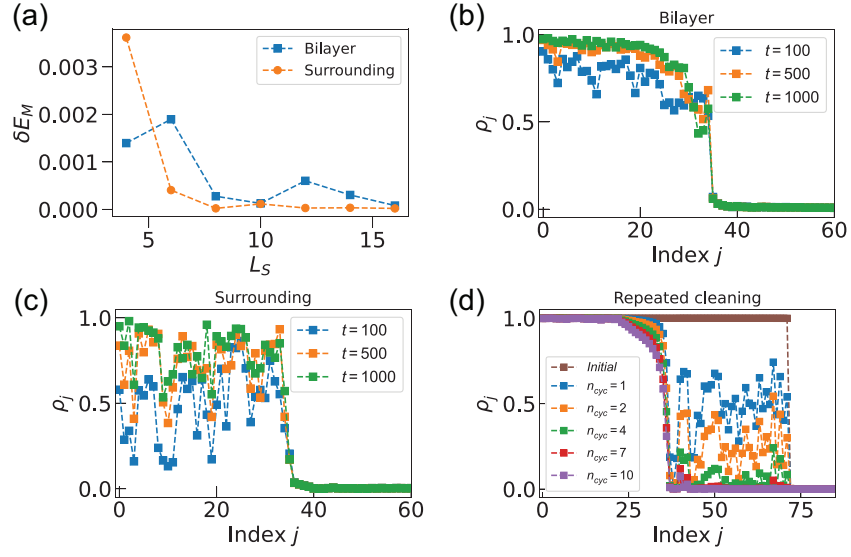 (a)
δE_M
0.003
0.002
0.001
0.000
5
10
15
L_S
Bilayer
Surrounding
(b)
Bilayer
ρ_j
1.0
0.5
0.0
0
20
40
60
Index j
t = 100
t = 500
t = 1000
(c)
Surrounding
ρ_j
1.0
0.5
0.0
0
20
40
60
Index j
t = 100
t = 500
t = 1000
(d)
Repeated cleaning
ρ_j
1.0
0.5
0.0
0
25
50
75
Index j
Initial
n_cyc = 1
n_cyc = 2
n_cyc = 4
n_cyc = 7
n_cyc = 10